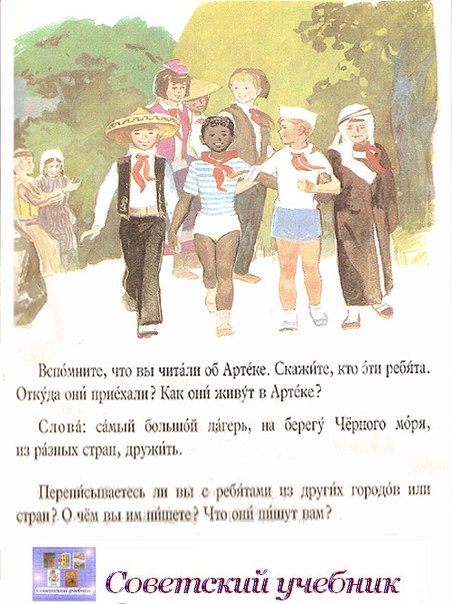 Вспо́мните, что вы чита́ли об Арте́ке. Скажи́те, кто э́ти ребя́та.
Отку́да они́ прие́хали? Как они́ живу́т в Арте́ке?
Слова́: са́мый большо́й ла́герь, на берегу́ Чёрного мо́ря,
из ра́зных стран, дружи́ть.
Перепи́сываетесь ли вы с ребя́тами из други́х городо́в или
стран? О чём вы им пи́шете? Что они́ пи́шут вам?
Советский учебник
Советский учебник